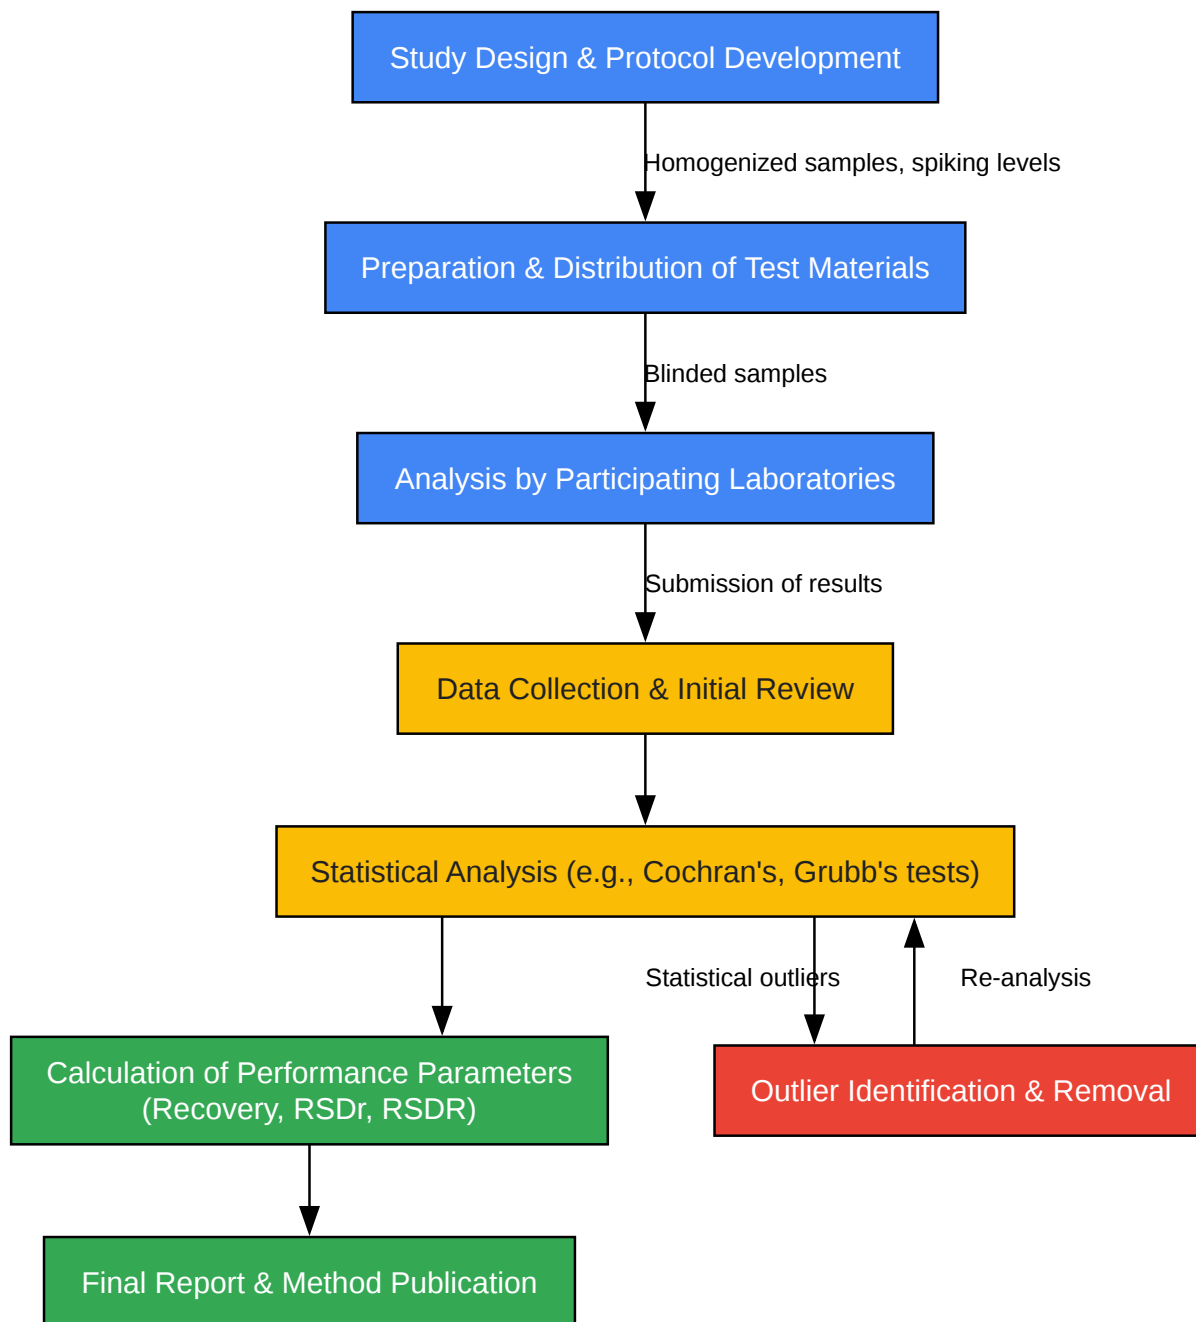 Study Design & Protocol Development
Homogenized samples, spiking levels
Preparation & Distribution of Test Materials
Blinded samples
Analysis by Participating Laboratories
Submission of results
Data Collection & Initial Review
Statistical Analysis (e.g., Cochran's, Grubb's tests)
Statistical outliers
Re-analysis
Calculation of Performance Parameters
(Recovery, RSDr, RSDR)
Outlier Identification & Removal
Final Report & Method Publication